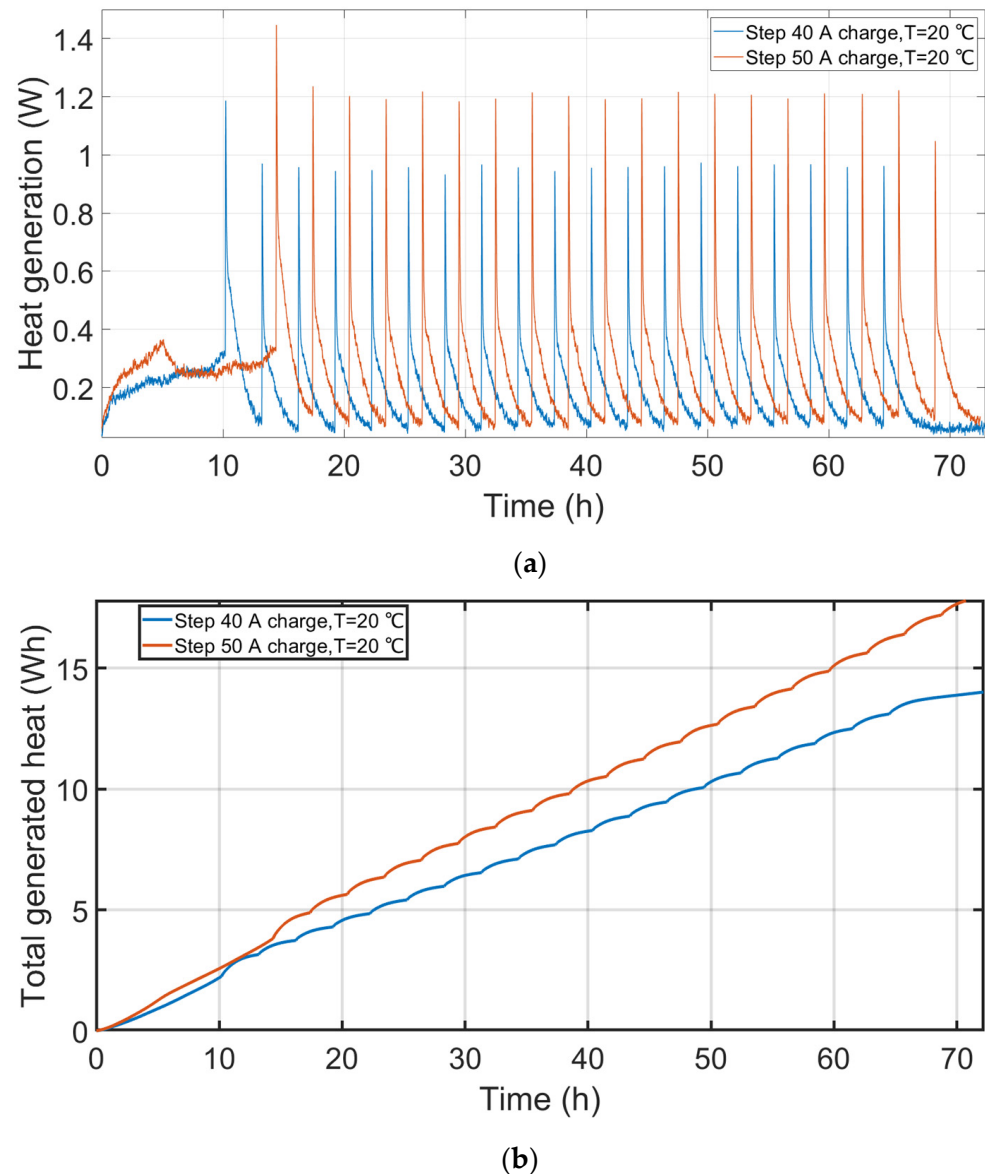 Heat generation (W)
1.4
1.2
1
0.8
0.6
0.4
0.2
Step 40 A charge,T=20 ℃
Step 50 A charge,T=20 ℃
0 10 20 30 40 50 60 70
Time (h)
(a)
Total generated heat (Wh)
15
10
5
0
Step 40 A charge,T=20 ℃
Step 50 A charge,T=20 ℃
0 10 20 30 40 50 60 70
Time (h)
(b)